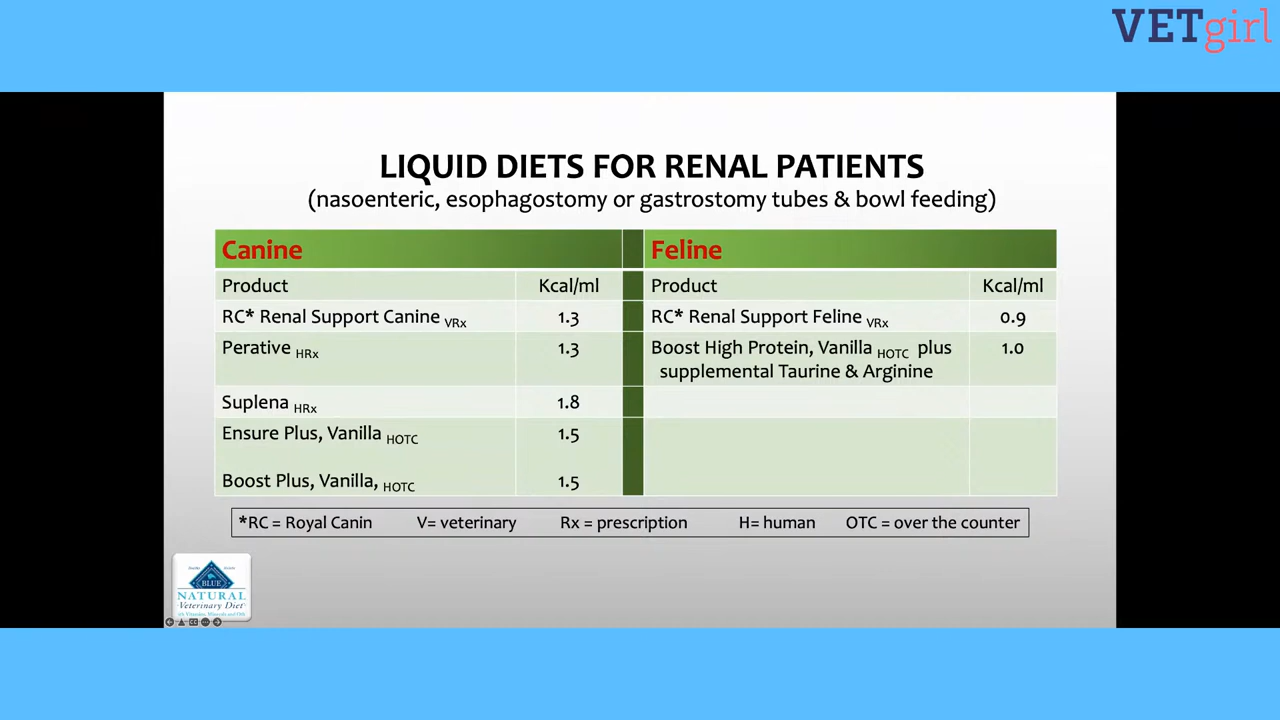 VETgirl
LIQUID DIETS FOR RENAL PATIENTS
(nasoenteric, esophagostomy or gastrostomy tubes & bowl feeding)
Canine Feline
Product Kcal/ml Product Kcal/ml
RC* Renal Support Canine VRx 1.3 RC* Renal Support Feline VRx 0.9
Perative HRx 1.3 Boost High Protein, Vanilla HOTC plus 1.0
supplemental Taurine & Arginine
Suplena HRx 1.8
Ensure Plus, Vanilla HOTC 1.5
Boost Plus, Vanilla, HOTC 1.5
*RC = Royal Canin V= veterinary Rx = prescription H= human OTC = over the counter
BLUE
NATURAL
Veterinary Diet